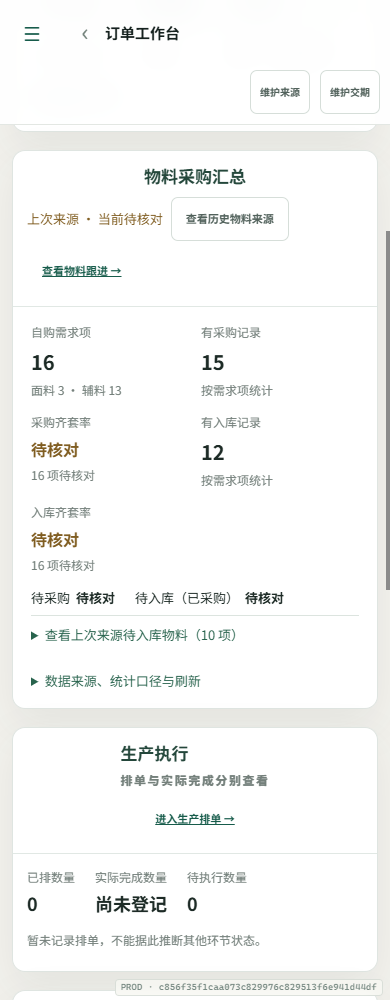 ☰ ‹ 订单工作台
维护来源 维护交期
物料采购汇总
上次来源 · 当前待核对 查看历史物料来源
查看物料跟进 →
自购需求项 有采购记录
16 15
面料 3 · 辅料 13 按需求项统计
采购齐套率 有入库记录
待核对 12
16 项待核对 按需求项统计
入库齐套率
待核对
16 项待核对
待采购 待核对 待入库（已采购） 待核对
▶ 查看上次来源待入库物料（10 项）
▶ 数据来源、统计口径与刷新
生产执行
排单与实际完成分别查看
进入生产排单 →
已排数量 实际完成数量 待执行数量
0 尚未登记 0
暂未记录排单，不能据此推断其他环节状态。
PROD · c856f35f1caa073c829976c829513f6e941d44df